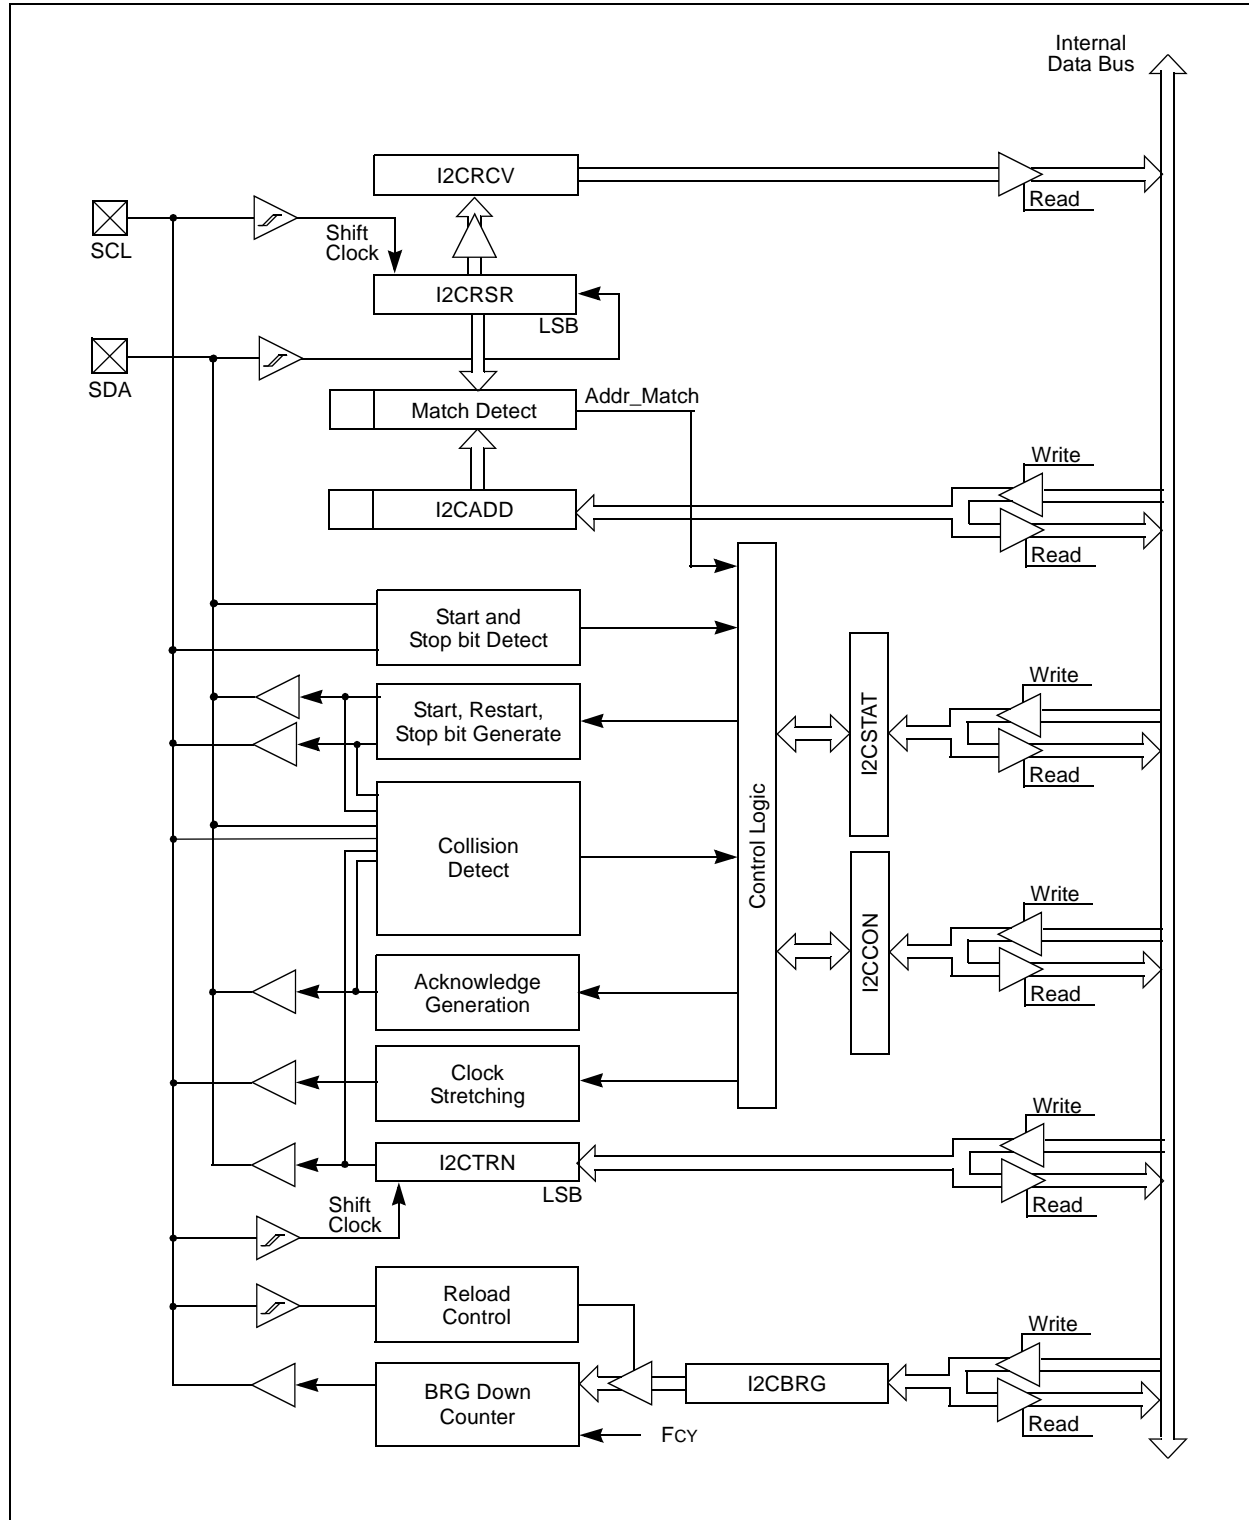 Internal
Data Bus
I2CRCV
Read
SCL
Shift
Clock
I2CRSR
LSB
SDA
Match Detect
Addr_Match
Write
I2CADD
Read
Start and
Stop bit Detect
Start, Restart,
Stop bit Generate
Write
Read
I2CSTAT
Control Logic
Collision
Detect
Write
Read
I2CCON
Acknowledge
Generation
Clock
Stretching
Write
I2CTRN
LSB
Read
Shift
Clock
Reload
Control
Write
BRG Down
Counter
I2CBRG
Read
FCY